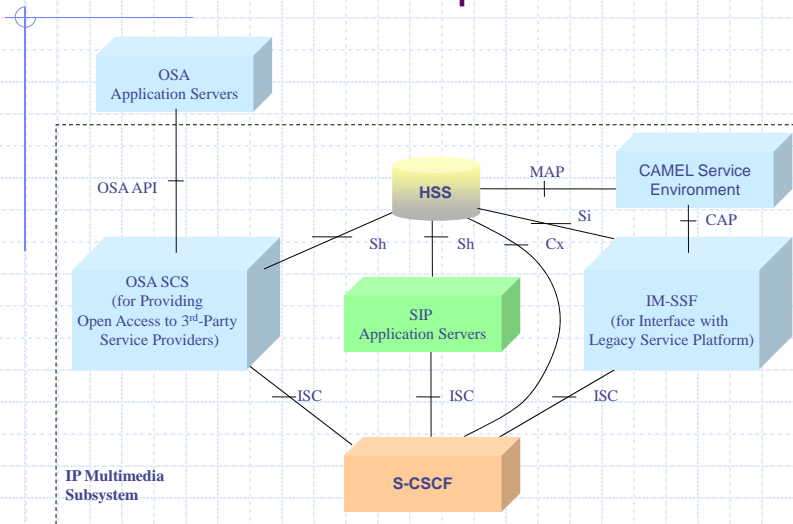 OSA
Application Servers
HSS
MAP
CAMEL Service
Environment
OSA API
Si
CAP
Sh
Sh
Cx
OSA SCS
(for Providing
Open Access to 3rd-Party
Service Providers)
SIP
Application Servers
IM-SSF
(for Interface with
Legacy Service Platform)
ISC
ISC
ISC
IP Multimedia
Subsystem
S-CSCF